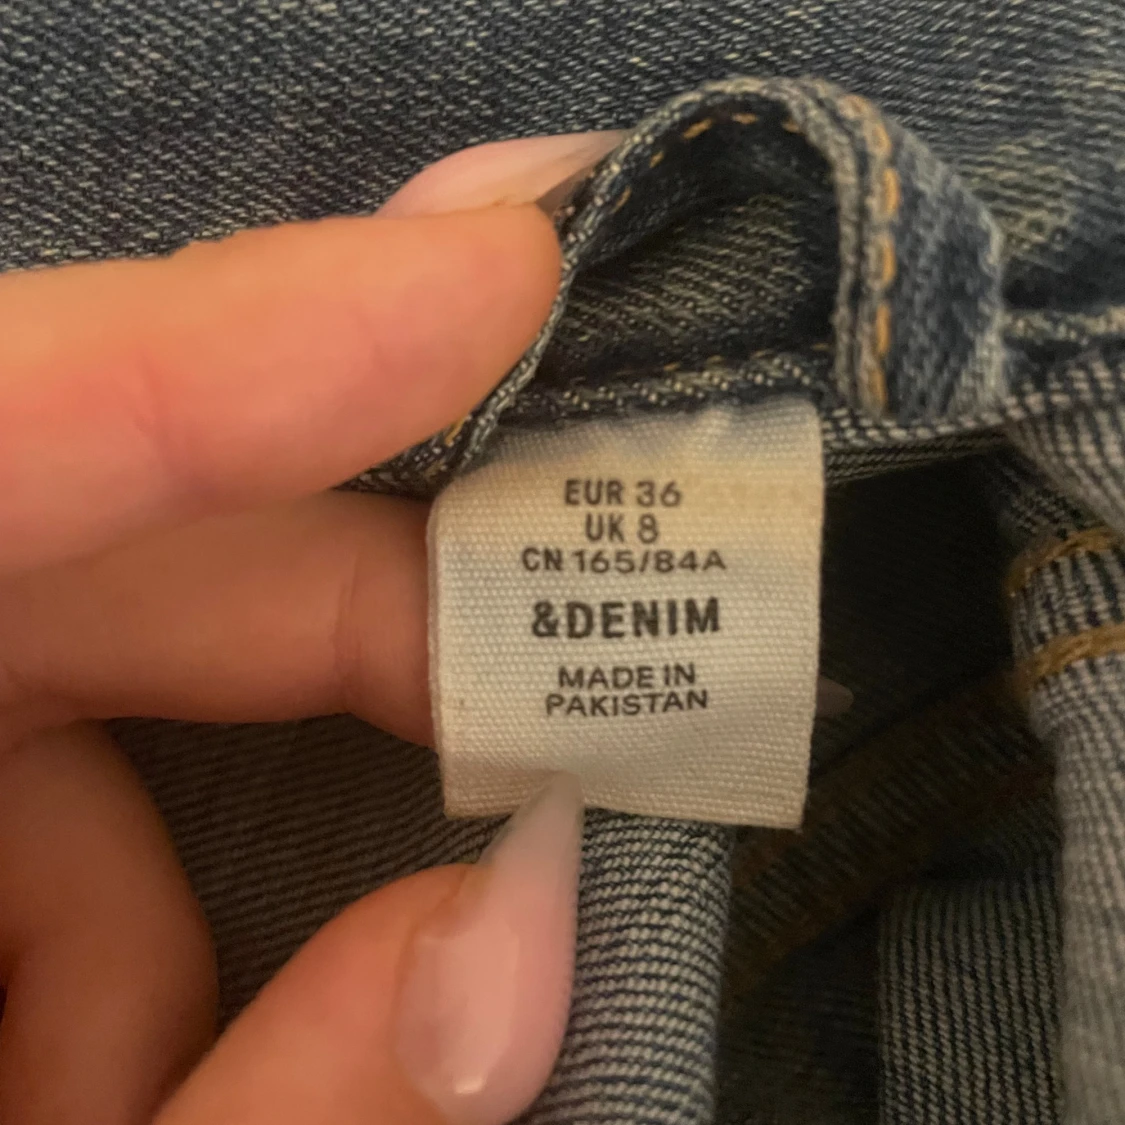 EUR 36
UK 8
CN 165/84A
&DENIM
MADE IN
PAKISTAN